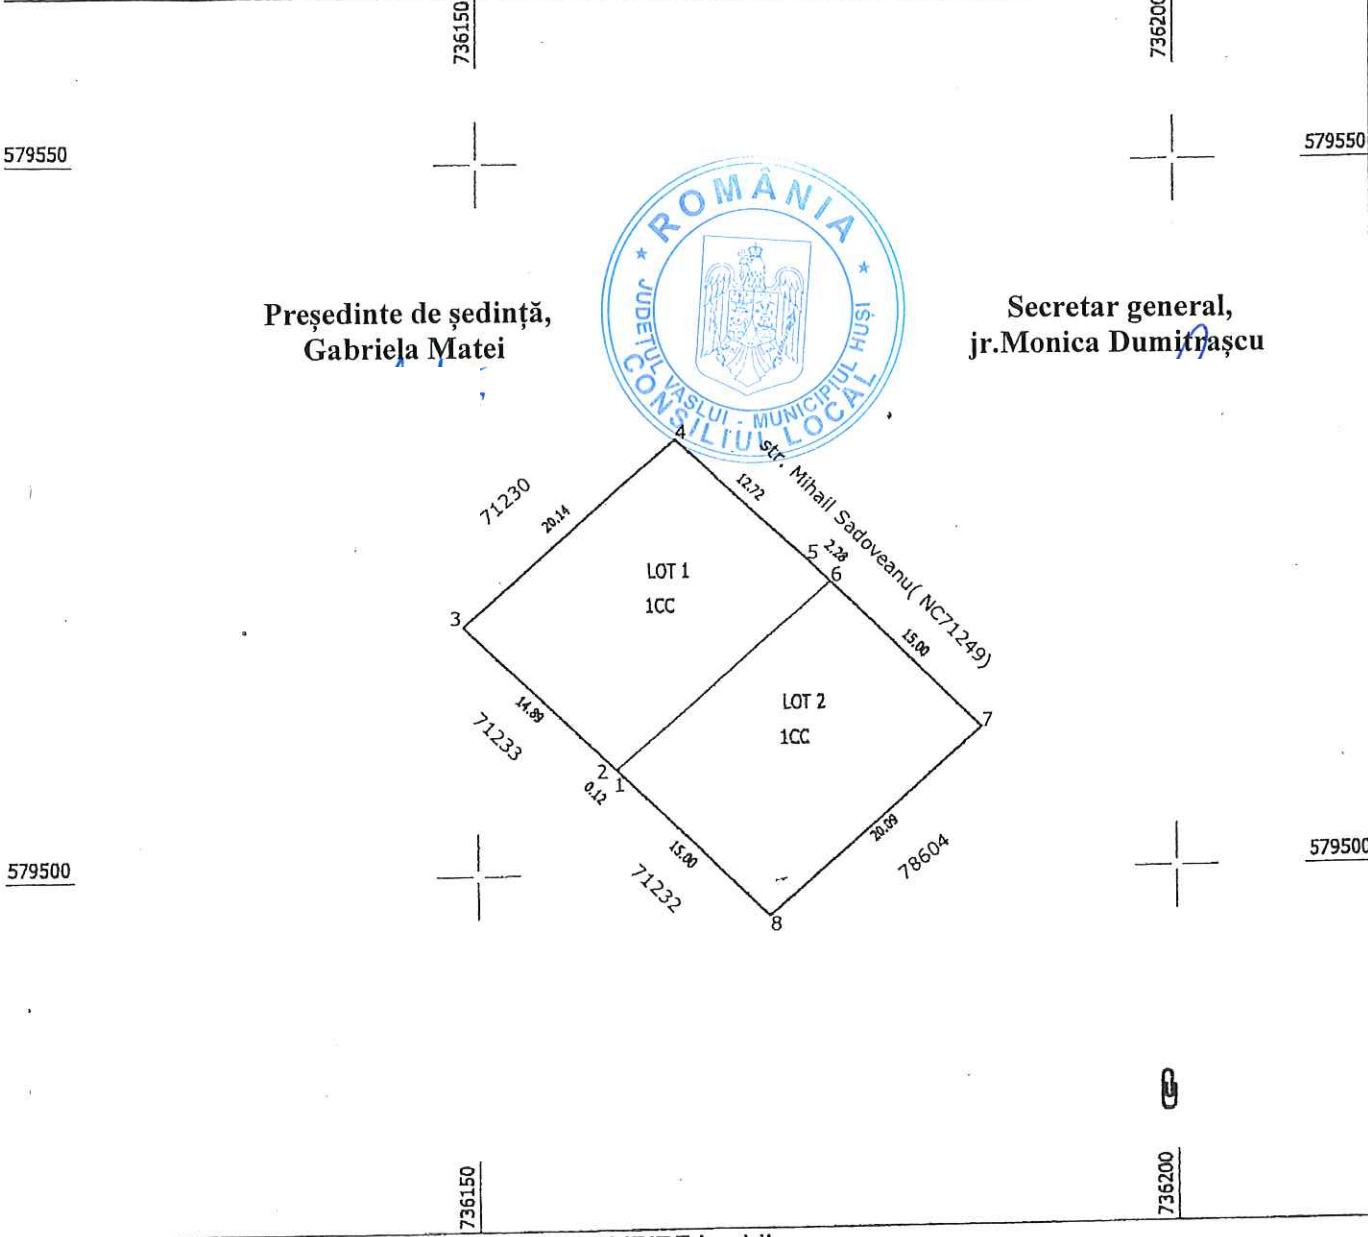 736150
736200
579550
579550
ROMÂNIA
JUDEȚUL VASLUI - MUNICIPIUL HUȘI
CONSILIUL LOCAL
Președinte de ședință,
Gabriela Matei
Secretar general,
jr.Monica Dumitrașcu
4
str. Mihail Sadoveanu( NC71249)
12.72
71230
20.14
5
2.28
6
LOT 1
1CC
3
15.00
14.89
71233
LOT 2
1CC
7
2
1
0.12
15.00
71232
20.09
78604
8
579500
579500
736150
736200